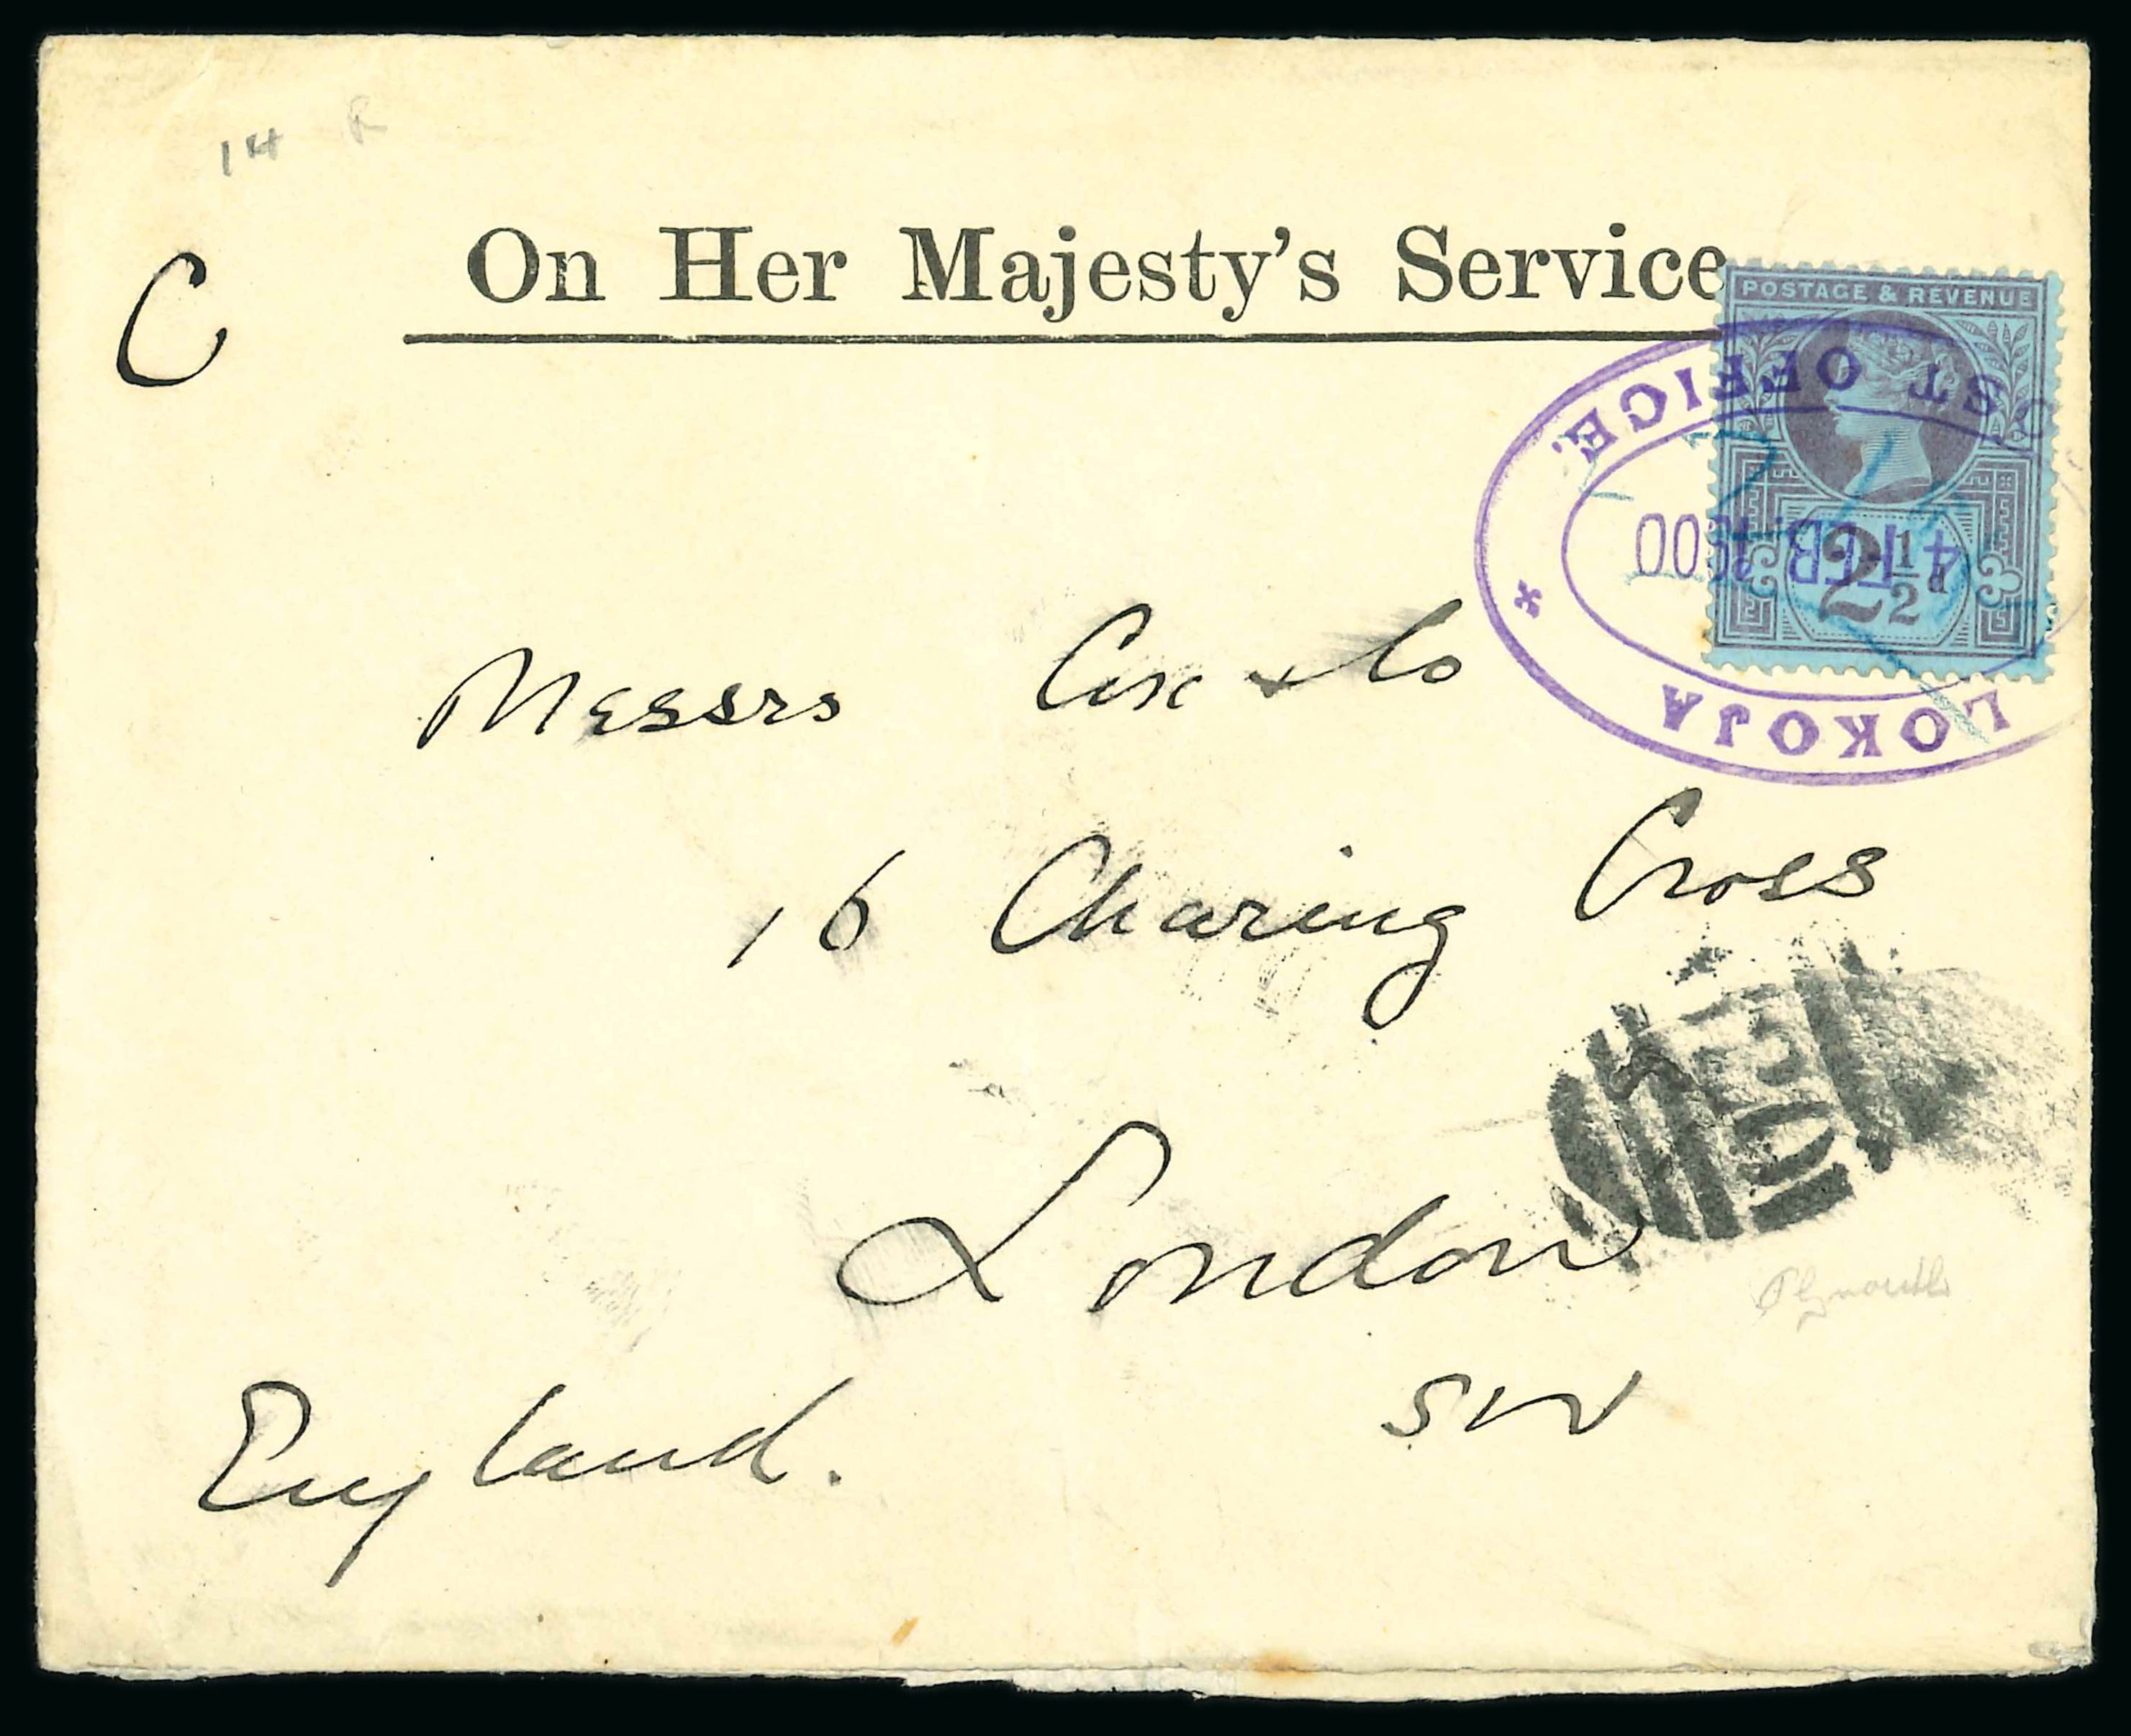 14 R
On Her Majesty's Service
C
POSTAGE & REVENUE
2½
POST OFFICE.
4 FEB. 1900
LOKOJA
Messrs Cox & Co
16 Charing Cross
London
SW
England.
Plymouth